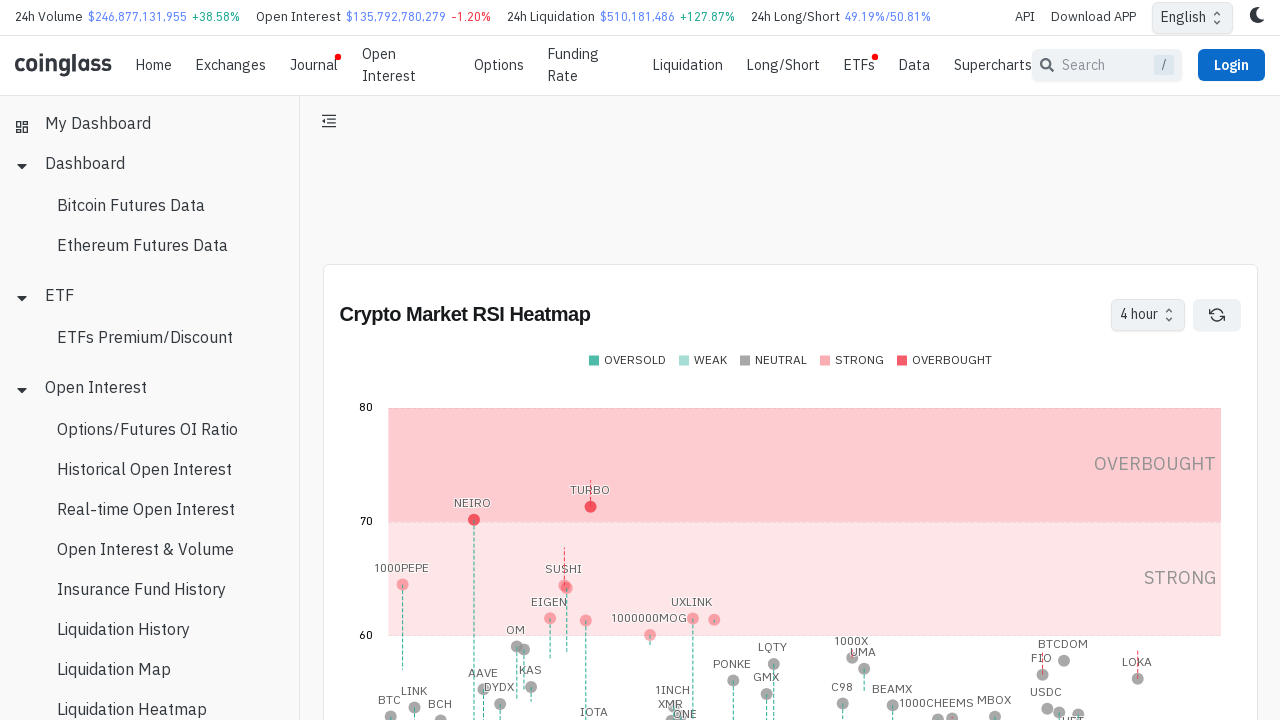 24h Volume $246,877,131,955 +38.58% Open Interest $135,792,780,279 -1.20% 24h Liquidation $510,181,486 +127.87% 24h Long/Short 49.19%/50.81% API Download APP English
coinglass Home Exchanges Journal Open Interest Options Funding Rate Liquidation Long/Short ETFs Data Supercharts Search / Login
My Dashboard
Dashboard
Bitcoin Futures Data
Ethereum Futures Data
ETF
ETFs Premium/Discount
Open Interest
Options/Futures OI Ratio
Historical Open Interest
Real-time Open Interest
Open Interest & Volume
Insurance Fund History
Liquidation History
Liquidation Map
Liquidation Heatmap
Crypto Market RSI Heatmap 4 hour
OVERSOLD WEAK NEUTRAL STRONG OVERBOUGHT
80
OVERBOUGHT
TURBO
NEIRO
70
1000PEPE
SUSHI
STRONG
EIGEN
UXLINK
1000000MOG
OM
60
1000X
BTCDOM
LQTY
UMA
FIO
PONKE
LOKA
AAVE
KAS
GMX
DYDX
C98
BEAMX
LINK
1INCH
USDC
BTC
BCH
XMR
1000CHEEMS
MBOX
IOTA
ONE